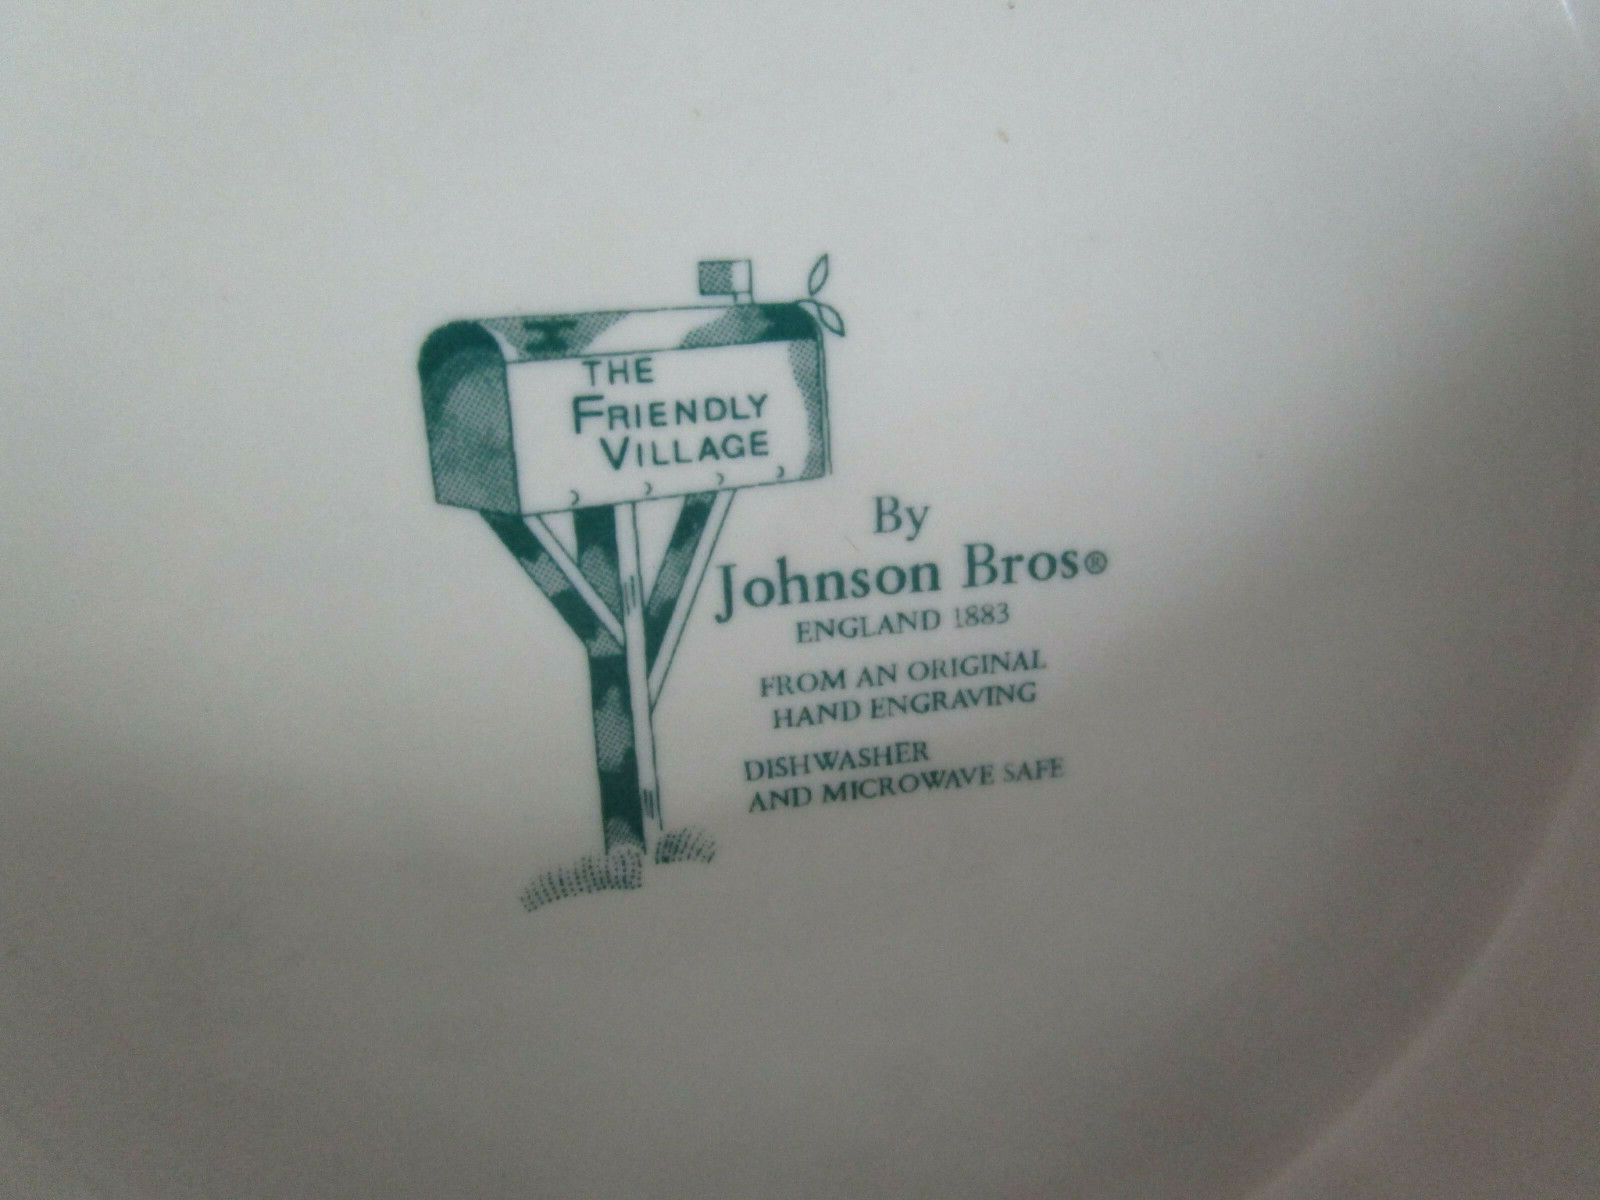 THE
FRIENDLY
VILLAGE
By
Johnson Bros®
ENGLAND 1883
FROM AN ORIGINAL
HAND ENGRAVING
DISHWASHER
AND MICROWAVE SAFE